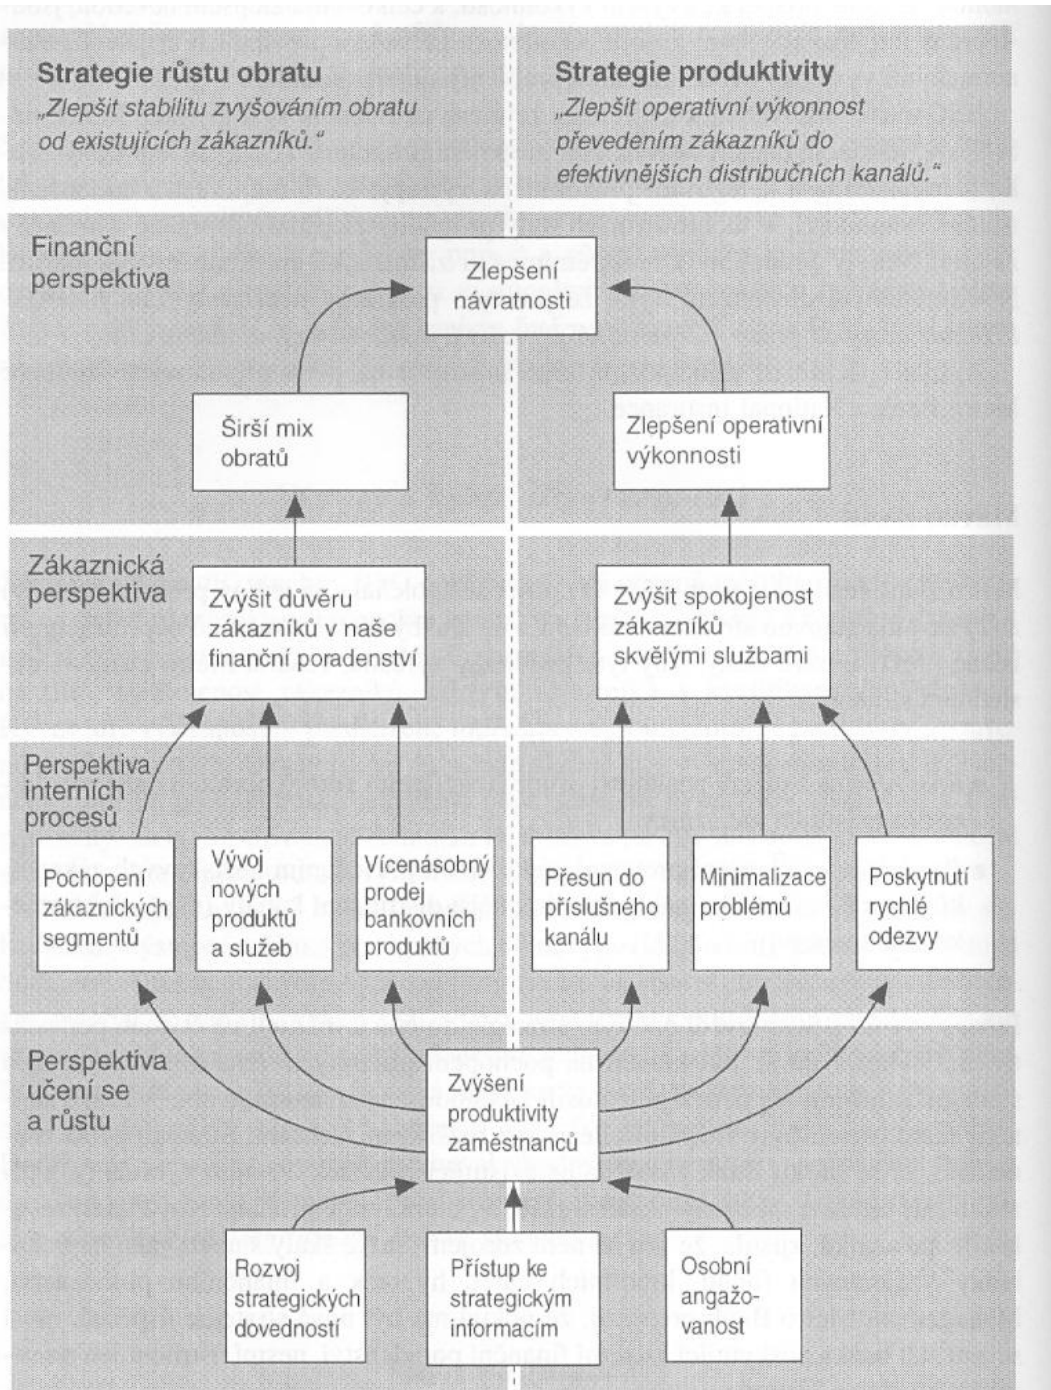 Strategie růstu obratu
„Zlepšit stabilitu zvyšováním obratu
od existujících zákazníků.“
Strategie produktivity
„Zlepšit operativní výkonnost
převedením zákazníků do
efektivnějších distribučních kanálů.“
Finanční
perspektiva
Zlepšení
návratnosti
Širší mix
obratů
Zlepšení operativní
výkonnosti
Zákaznická
perspektiva
Zvýšit důvěru
zákazníků v naše
finanční poradenství
Zvýšit spokojenost
zákazníků
skvělými službami
Perspektiva
interních
procesů
Pochopení
zákaznických
segmentů
Vývoj
nových
produktů
a služeb
Vícenásobný
prodej
bankovních
produktů
Přesun do
příslušného
kanálu
Minimalizace
problémů
Poskytnutí
rychlé
odezvy
Perspektiva
učení se
a růstu
Zvýšení
produktivity
zaměstnanců
Rozvoj
strategických
dovedností
Přístup ke
strategickým
informacím
Osobní
angažo-
vanost